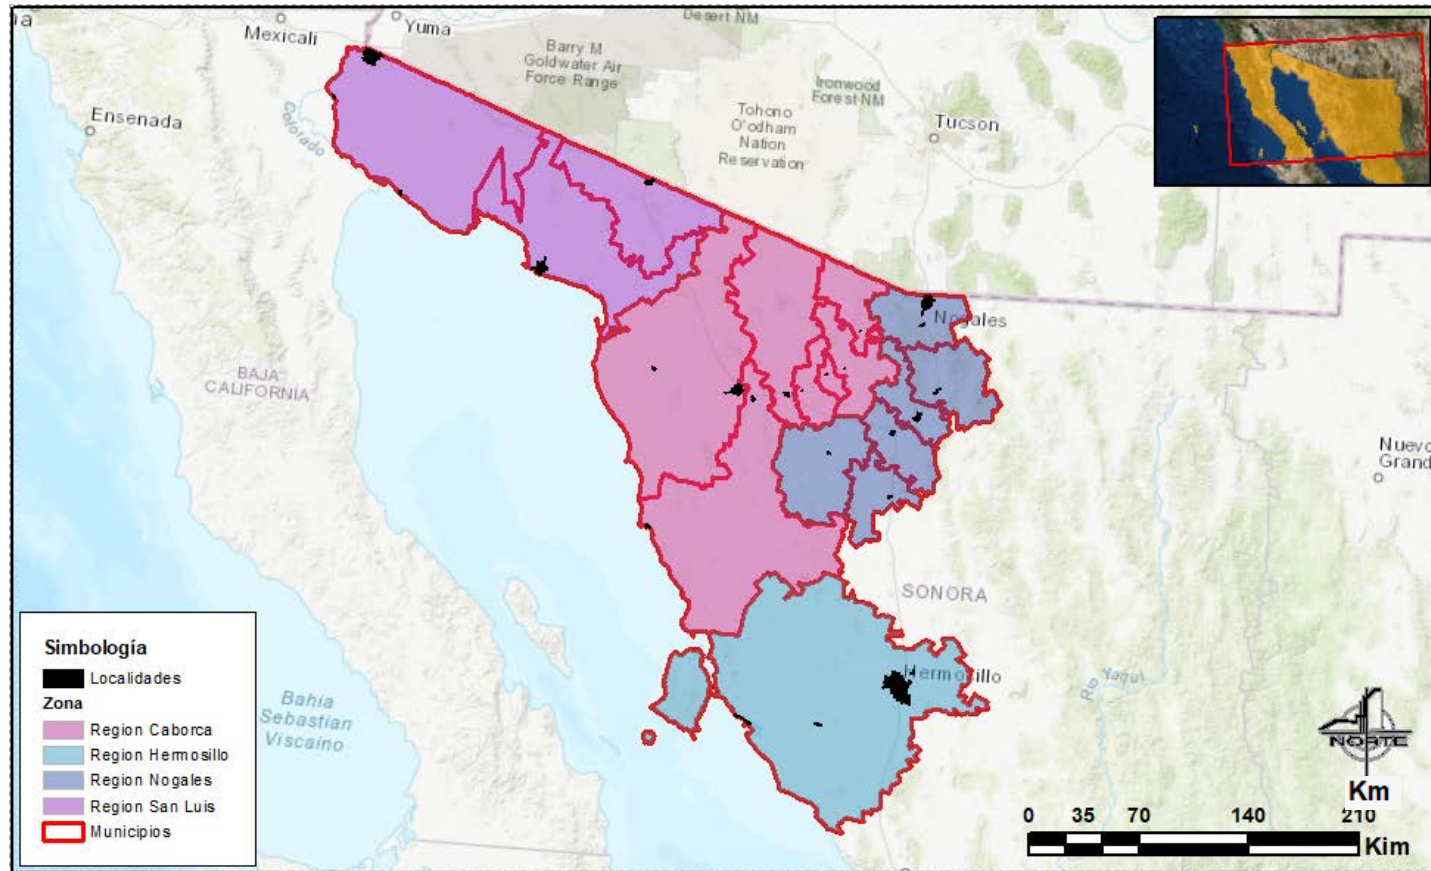 na
Mexicali
Yuma
Desert NM
Barry M
Goldwater Air
Force Range
Ironwood
Forest NM
Ensenada
Colorado
Tohono
O'odham
Nation
Reservation
Tucson
Nogales
BAJA
CALIFORNIA
Nuevo
Grand
SONORA
Hermosillo
Río Yaqui
Bahia
Sebastian
Viscaino
Simbología
Localidades
Zona
Region Caborca
Region Hermosillo
Region Nogales
Region San Luis
Municipios
NORTE
Km
0 35 70 140 210
Kim